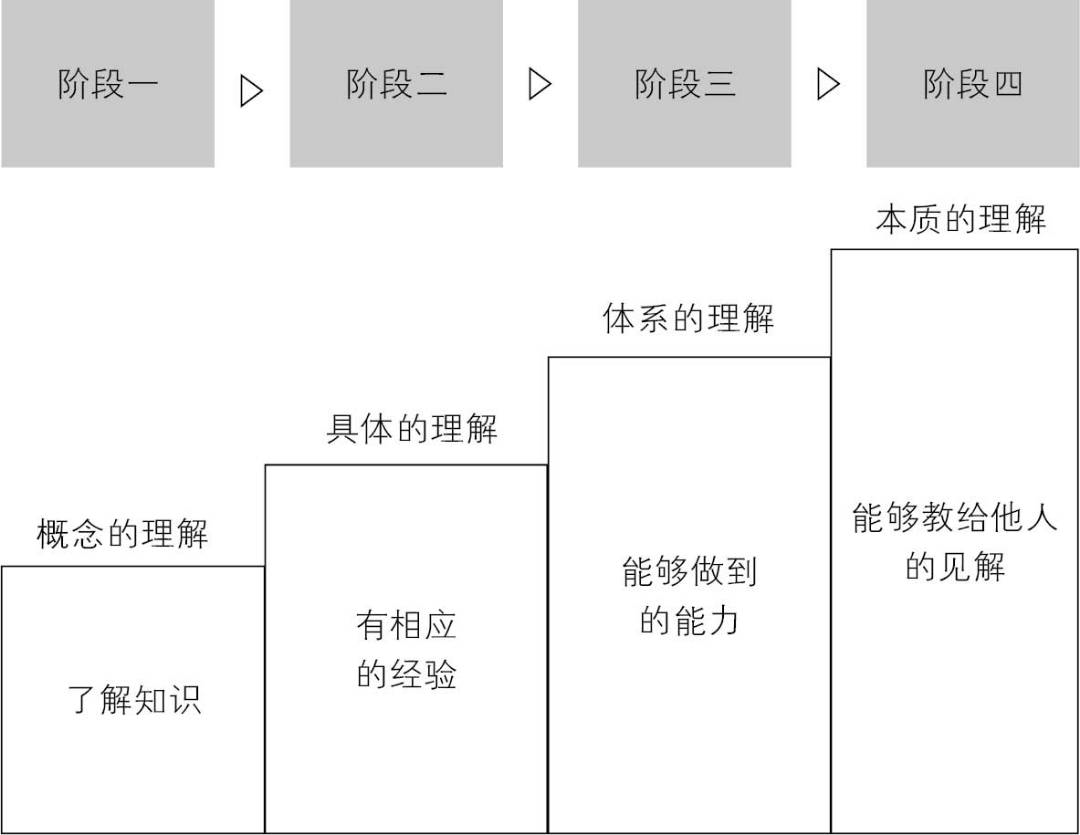 阶段一
阶段二
阶段三
阶段四
本质的理解
体系的理解
具体的理解
概念的理解
了解知识
有相应
的经验
能够做到
的能力
能够教给他人
的见解